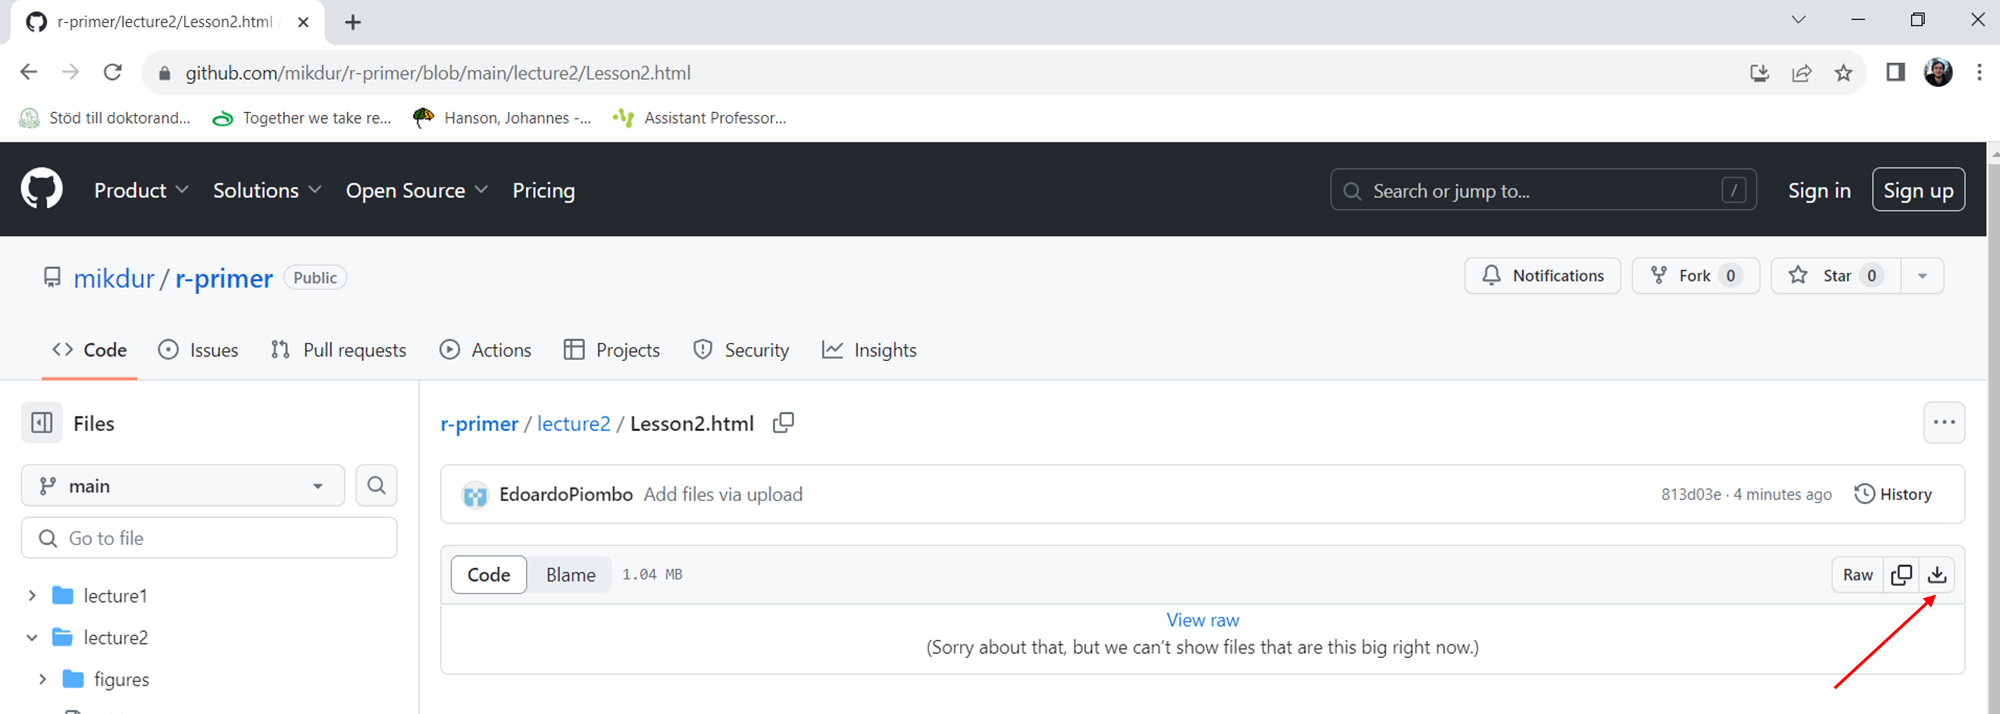 r-primer/lecture2/Lesson2.html
github.com/mikdur/r-primer/blob/main/lecture2/Lesson2.html
Stöd till doktorand... Together we take re... Hanson, Johannes -... Assistant Professor...
Product Solutions Open Source Pricing Search or jump to... / Sign in Sign up
mikdur / r-primer Public Notifications Fork 0 Star 0
Code Issues Pull requests Actions Projects Security Insights
Files
main
Go to file
lecture1
lecture2
figures
r-primer / lecture2 / Lesson2.html
EdoardoPiombo Add files via upload 813d03e · 4 minutes ago History
Code Blame 1.04 MB Raw
View raw
(Sorry about that, but we can’t show files that are this big right now.)